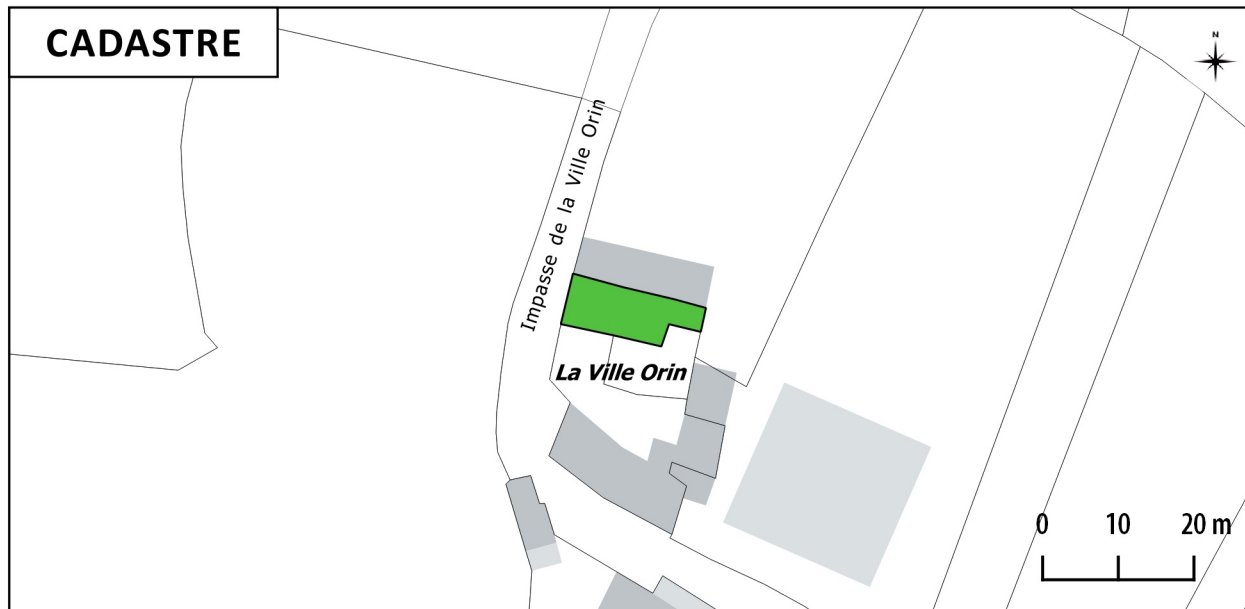 CADASTRE
N
Impasse de la Ville Orin
La Ville Orin
0 10 20 m